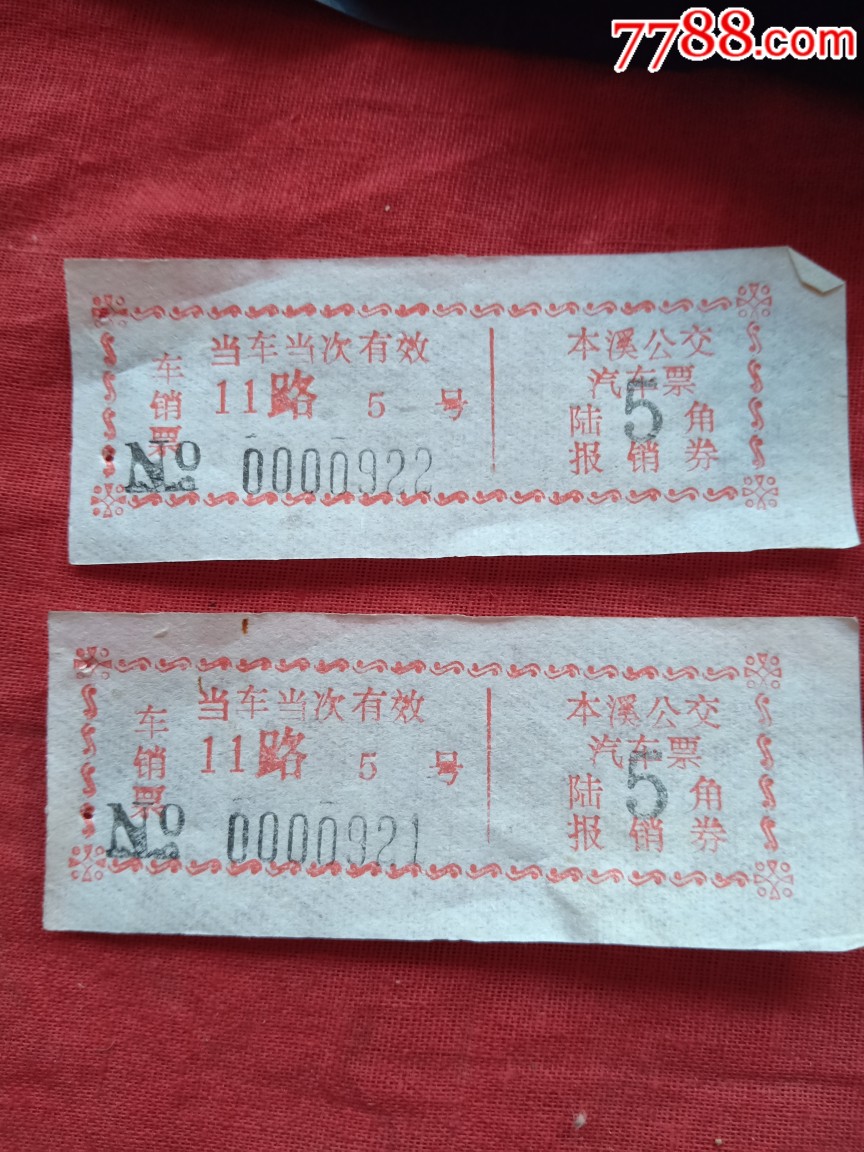 7788.com
车销票
当车当次有效
11路 5 号
No 0000922
本溪公交
汽车票
陆 5 角
报销券
车销票
当车当次有效
11路 5 号
No 0000921
本溪公交
汽车票
陆 5 角
报销券